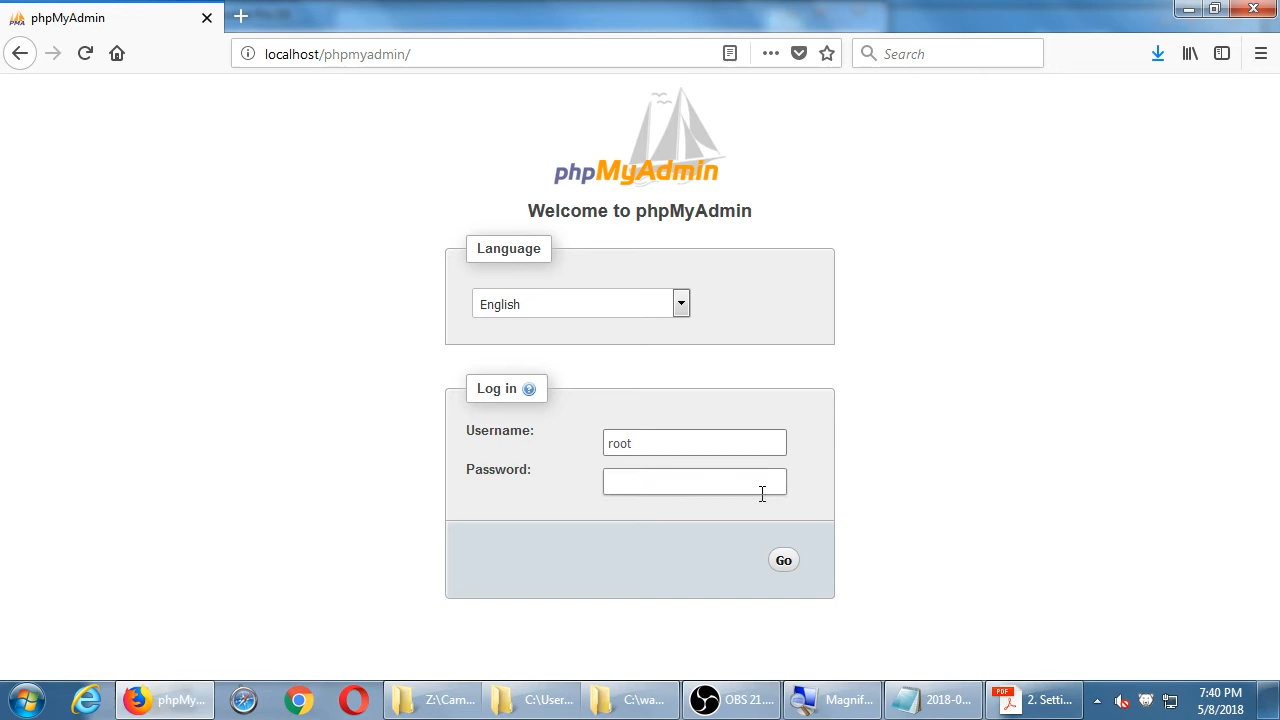 phpMyAdmin
localhost/phpmyadmin/
Search
phpMyAdmin
Welcome to phpMyAdmin
Language
English
Log in
Username:
root
Password:
Go
phpMy...
Z:\Cam...
C:\User...
C:\wa...
OBS 21....
Magnif...
2018-0...
PDF
2. Setti...
7:40 PM
5/8/2018